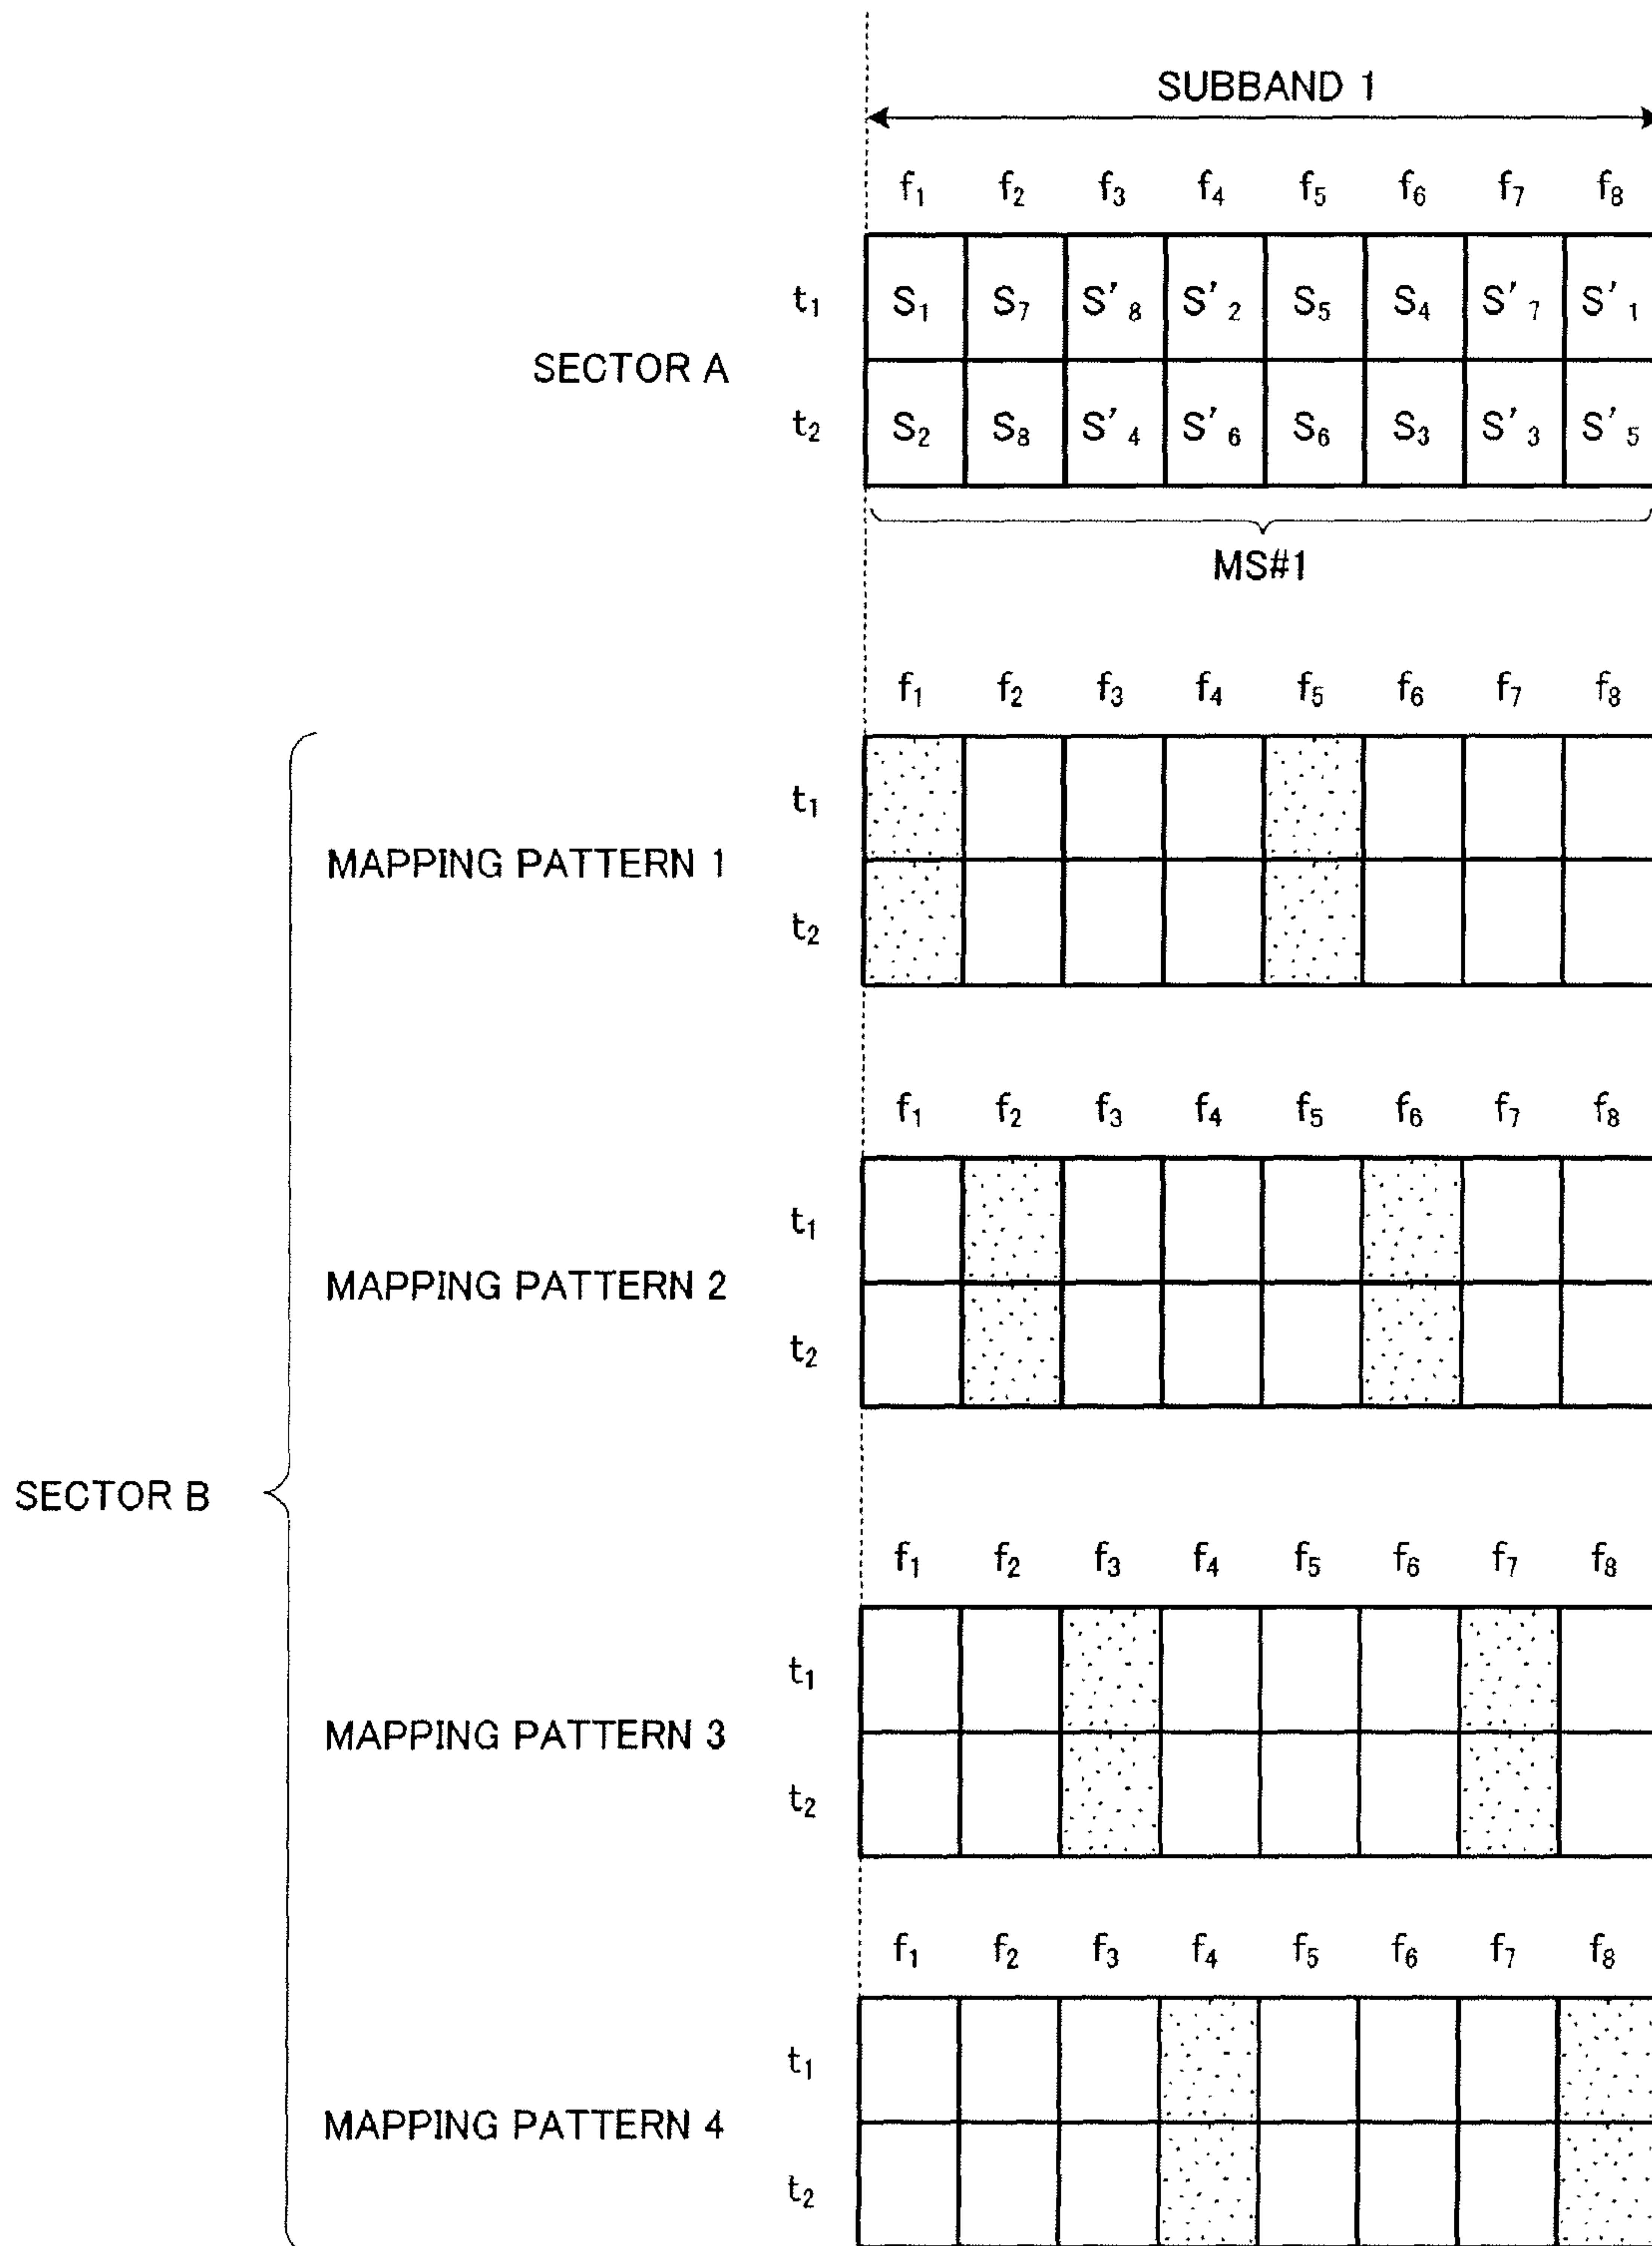 SUBBAND 1
f₁ f₂ f₃ f₄ f₅ f₆ f₇ f₈
t₁ S₁ S₇ S'₈ S'₂ S₅ S₄ S'₇ S'₁
SECTOR A
t₂ S₂ S₈ S'₄ S'₆ S₆ S₃ S'₃ S'₅
MS#1
f₁ f₂ f₃ f₄ f₅ f₆ f₇ f₈
t₁
MAPPING PATTERN 1
t₂
f₁ f₂ f₃ f₄ f₅ f₆ f₇ f₈
t₁
MAPPING PATTERN 2
t₂
SECTOR B
f₁ f₂ f₃ f₄ f₅ f₆ f₇ f₈
t₁
MAPPING PATTERN 3
t₂
f₁ f₂ f₃ f₄ f₅ f₆ f₇ f₈
t₁
MAPPING PATTERN 4
t₂